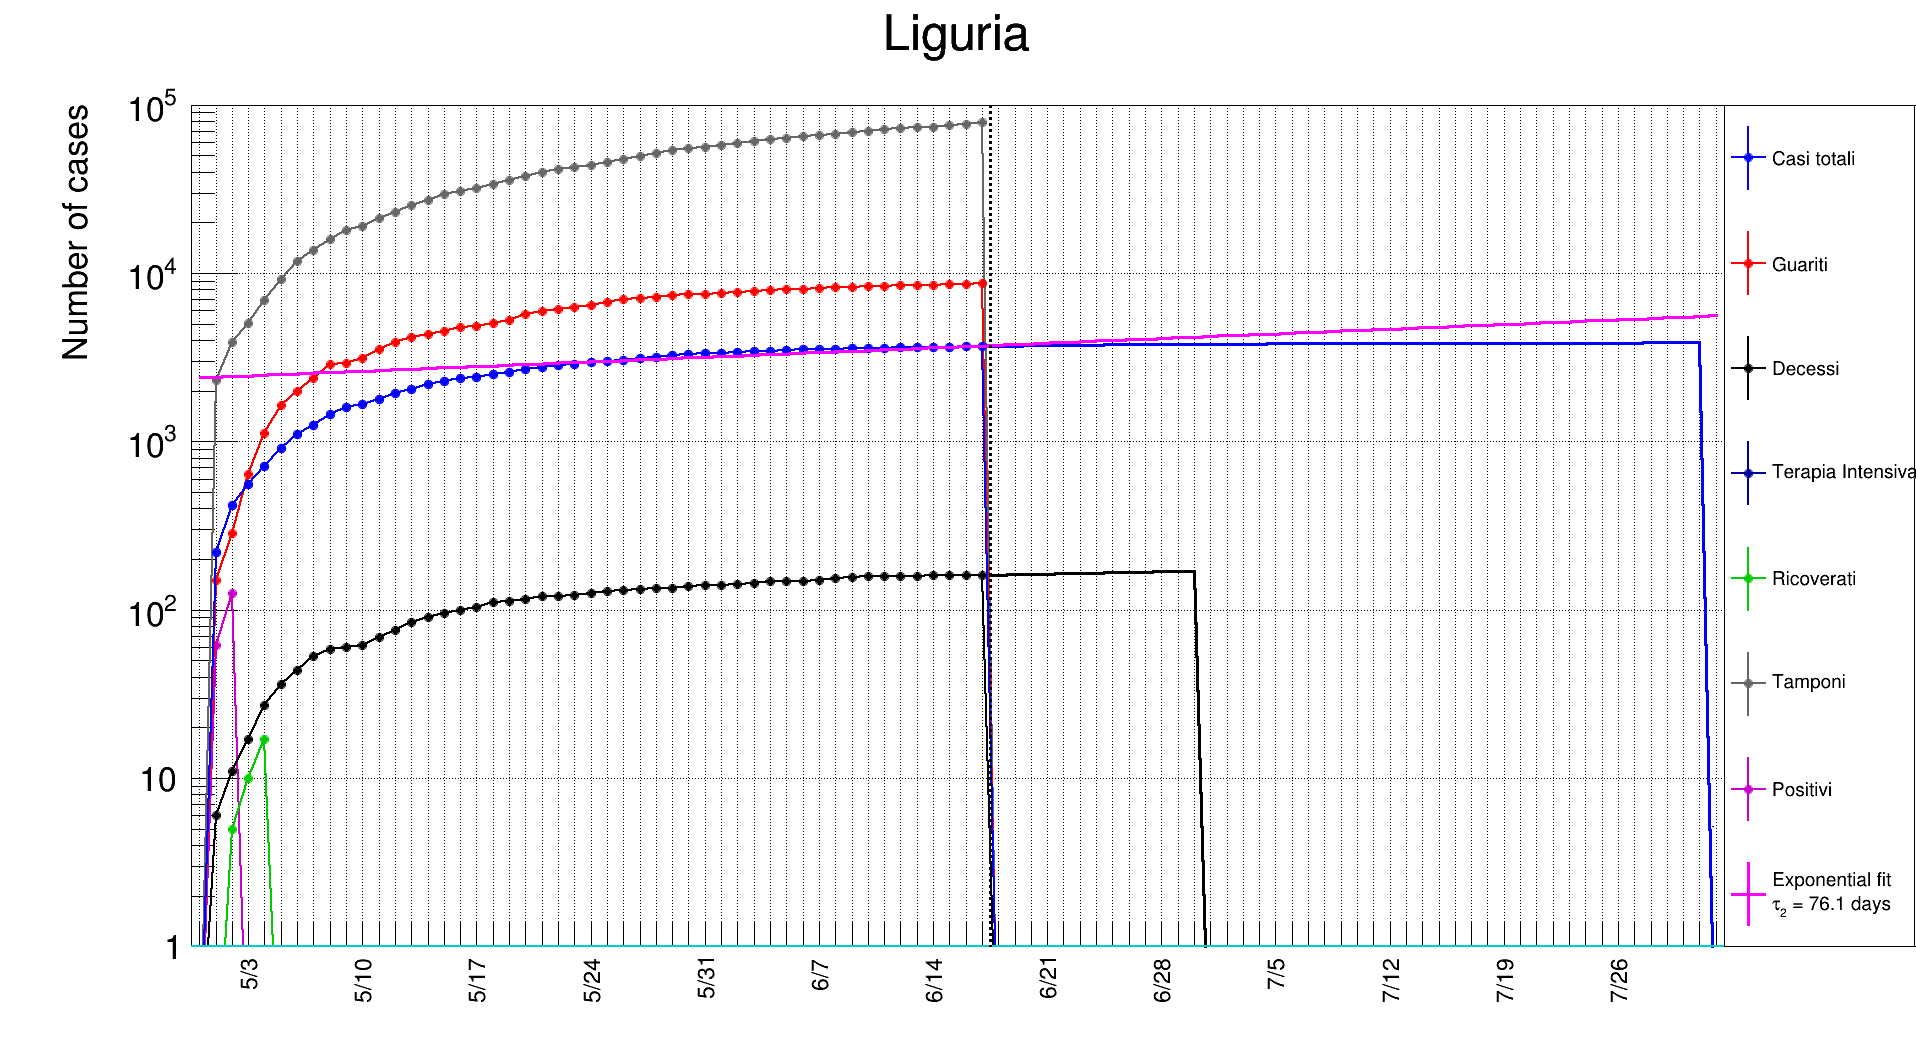 Liguria
Number of cases
10^5
10^4
10^3
10^2
10
1
5/3
5/10
5/17
5/24
5/31
6/7
6/14
6/21
6/28
7/5
7/12
7/19
7/26
Casi totali
Guariti
Decessi
Terapia Intensiva
Ricoverati
Tamponi
Positivi
Exponential fit
τ₂ = 76.1 days